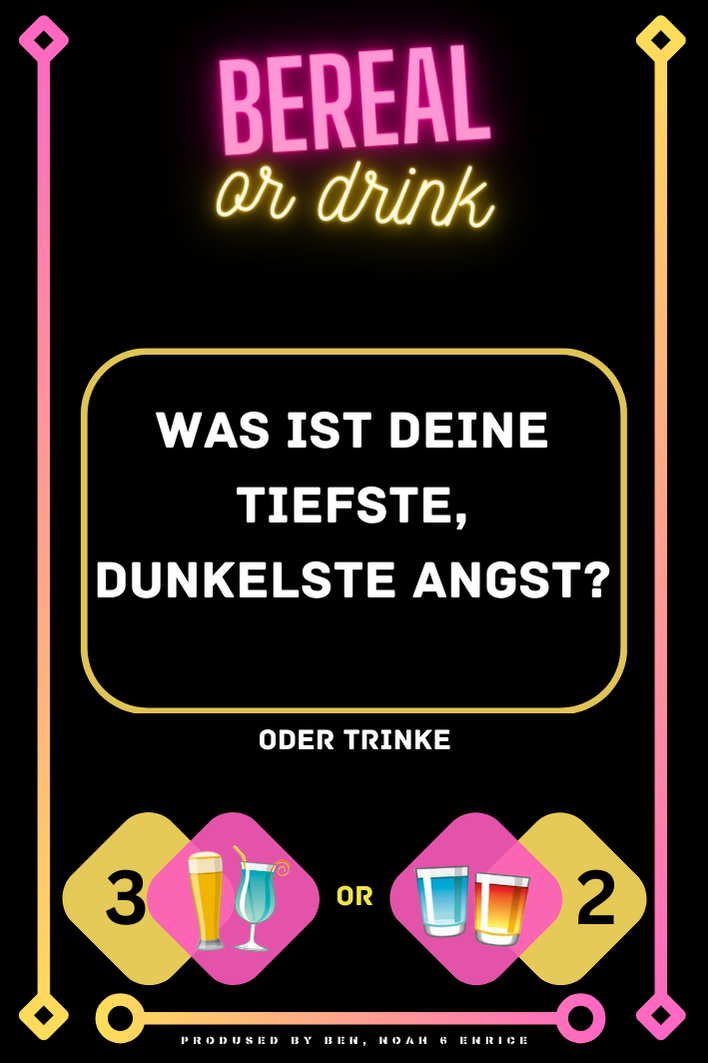 BEREAL
or drink
WAS IST DEINE
TIEFSTE,
DUNKELSTE ANGST?
ODER TRINKE
3 OR 2
PRODUSED BY BEN, NOAH & ENRICE